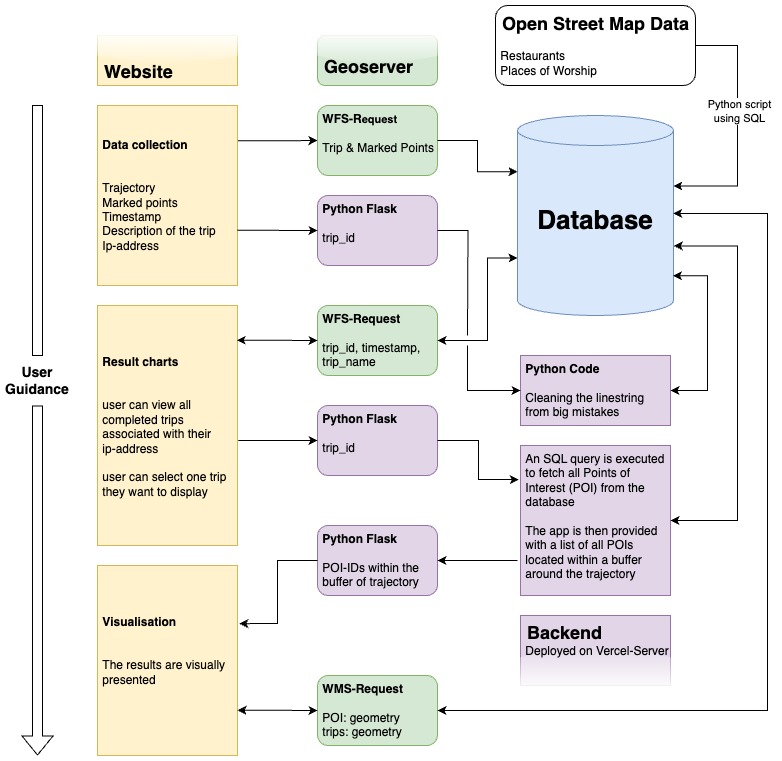 Open Street Map Data
Restaurants
Places of Worship
Website
Geoserver
Python script
using SQL
Data collection
Trajectory
Marked points
Timestamp
Description of the trip
Ip-address
WFS-Request
Trip & Marked Points
Database
Python Flask
trip_id
User
Guidance
Result charts
user can view all
completed trips
associated with their
ip-address
user can select one trip
they want to display
WFS-Request
trip_id, timestamp,
trip_name
Python Code
Cleaning the linestring
from big mistakes
Python Flask
trip_id
An SQL query is executed
to fetch all Points of
Interest (POI) from the
database
The app is then provided
with a list of all POIs
located within a buffer
around the trajectory
Python Flask
POI-IDs within the
buffer of trajectory
Visualisation
The results are visually
presented
Backend
Deployed on Vercel-Server
WMS-Request
POI: geometry
trips: geometry